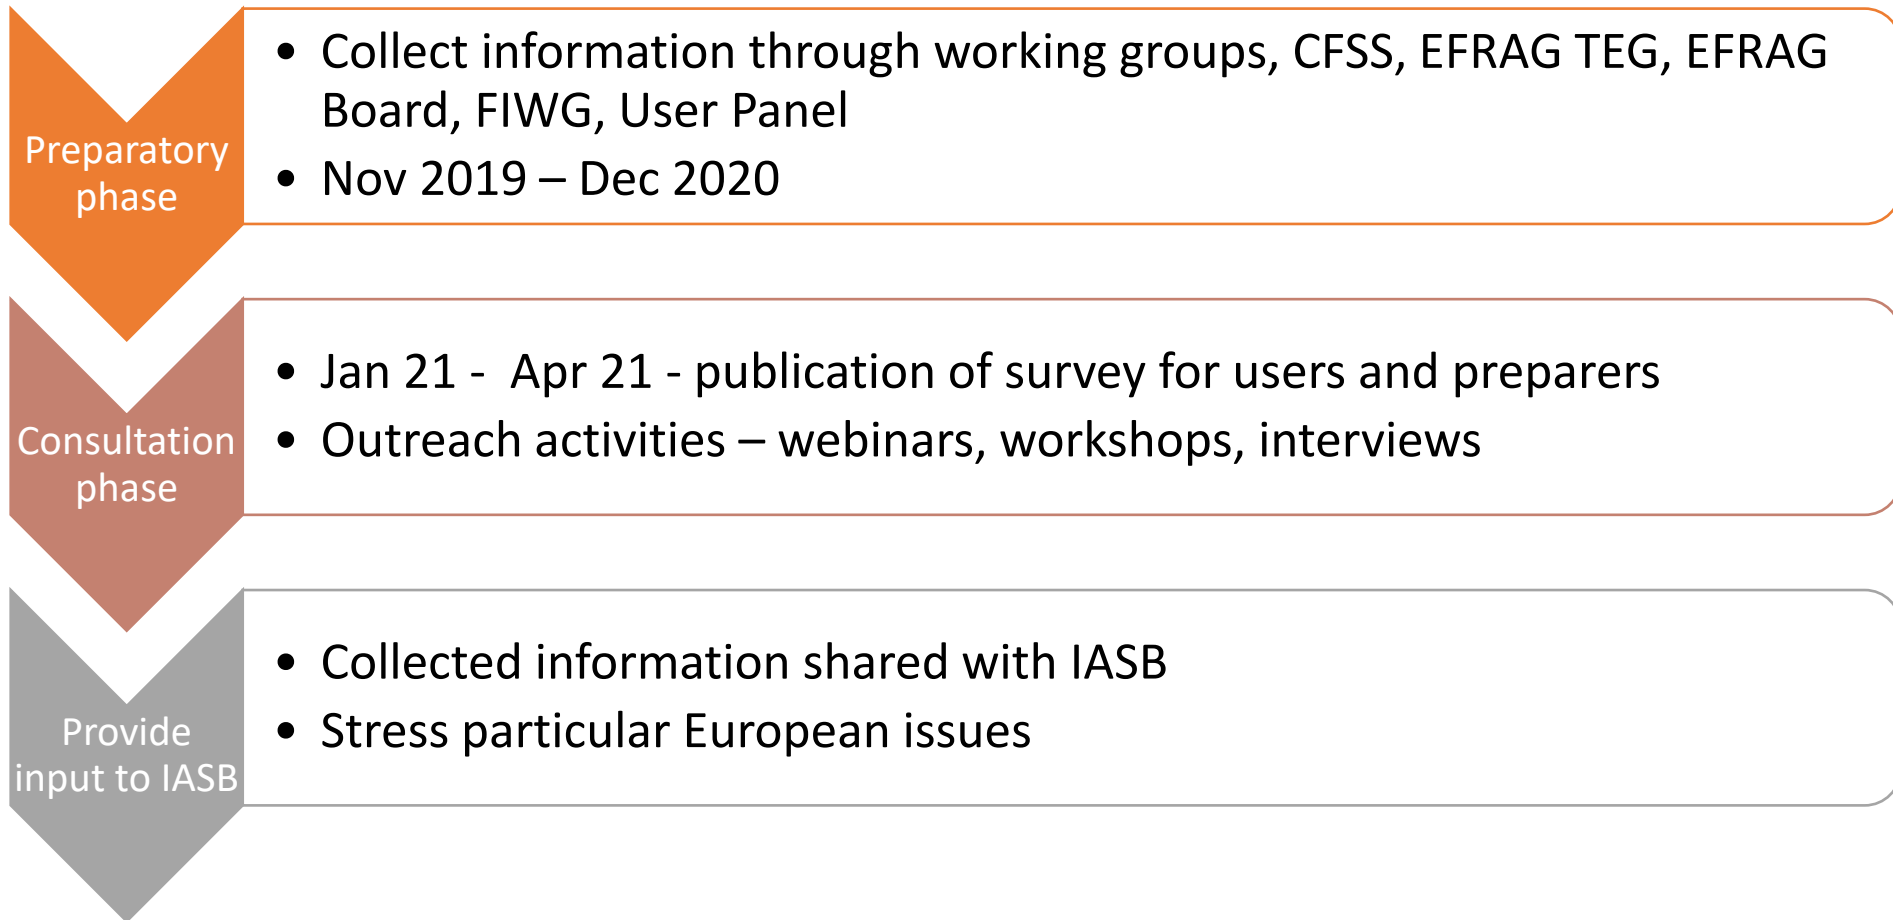 Preparatory
phase
• Collect information through working groups, CFSS, EFRAG TEG, EFRAG
Board, FIWG, User Panel
• Nov 2019 – Dec 2020
Consultation
phase
• Jan 21 -  Apr 21 - publication of survey for users and preparers
• Outreach activities – webinars, workshops, interviews
Provide
input to IASB
• Collected information shared with IASB
• Stress particular European issues